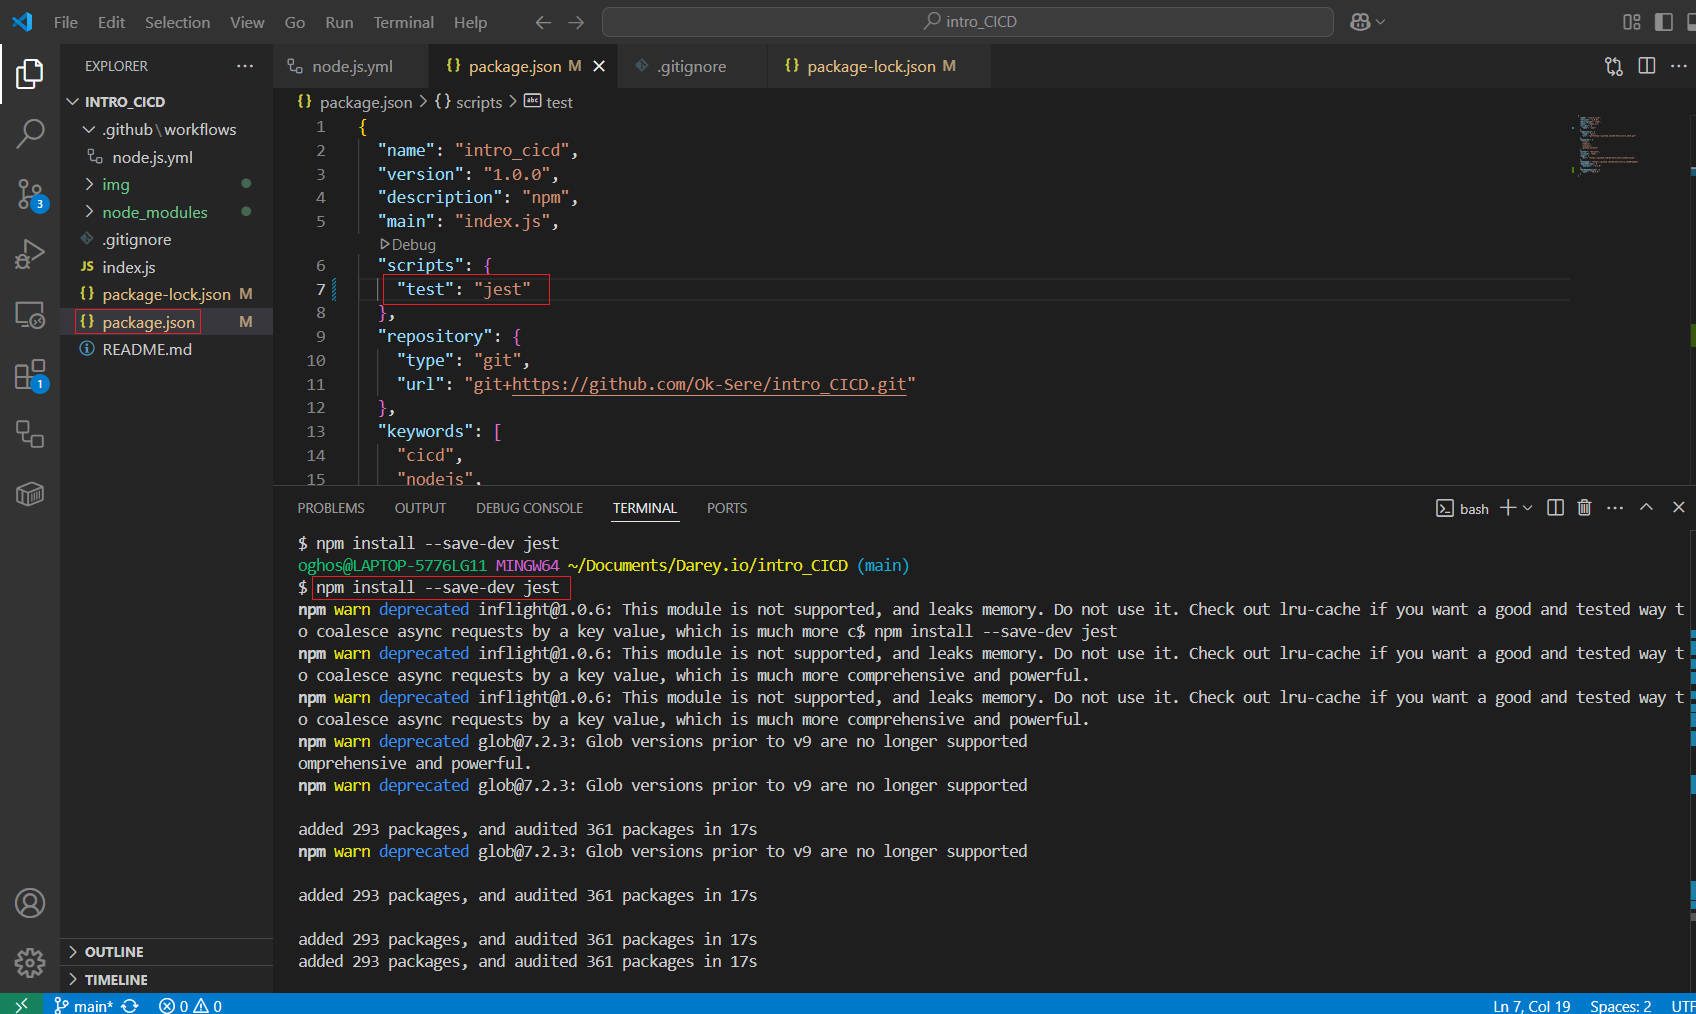 File Edit Selection View Go Run Terminal Help intro_CICD
EXPLORER
INTRO_CICD
.github\workflows
node.js.yml
img
node_modules
.gitignore
JS index.js
{} package-lock.json M
{} package.json M
README.md
OUTLINE
TIMELINE
3
1
node.js.yml {} package.json M .gitignore {} package-lock.json M
{} package.json > {} scripts > abc test
1 {
2 "name": "intro_cicd",
3 "version": "1.0.0",
4 "description": "npm",
5 "main": "index.js",
Debug
6 "scripts": {
7 "test": "jest"
8 },
9 "repository": {
10 "type": "git",
11 "url": "git+https://github.com/Ok-Sere/intro_CICD.git"
12 },
13 "keywords": [
14 "cicd",
15 "nodejs",
PROBLEMS OUTPUT DEBUG CONSOLE TERMINAL PORTS bash
$ npm install --save-dev jest
oghos@LAPTOP-5776LG11 MINGW64 ~/Documents/Darey.io/intro_CICD (main)
$ npm install --save-dev jest
npm warn deprecated inflight@1.0.6: This module is not supported, and leaks memory. Do not use it. Check out lru-cache if you want a good and tested way t
o coalesce async requests by a key value, which is much more c$ npm install --save-dev jest
npm warn deprecated inflight@1.0.6: This module is not supported, and leaks memory. Do not use it. Check out lru-cache if you want a good and tested way t
o coalesce async requests by a key value, which is much more comprehensive and powerful.
npm warn deprecated inflight@1.0.6: This module is not supported, and leaks memory. Do not use it. Check out lru-cache if you want a good and tested way t
o coalesce async requests by a key value, which is much more comprehensive and powerful.
npm warn deprecated glob@7.2.3: Glob versions prior to v9 are no longer supported
omprehensive and powerful.
npm warn deprecated glob@7.2.3: Glob versions prior to v9 are no longer supported
added 293 packages, and audited 361 packages in 17s
npm warn deprecated glob@7.2.3: Glob versions prior to v9 are no longer supported
added 293 packages, and audited 361 packages in 17s
added 293 packages, and audited 361 packages in 17s
added 293 packages, and audited 361 packages in 17s
main* 0 0 Ln 7, Col 19 Spaces: 2 UTF